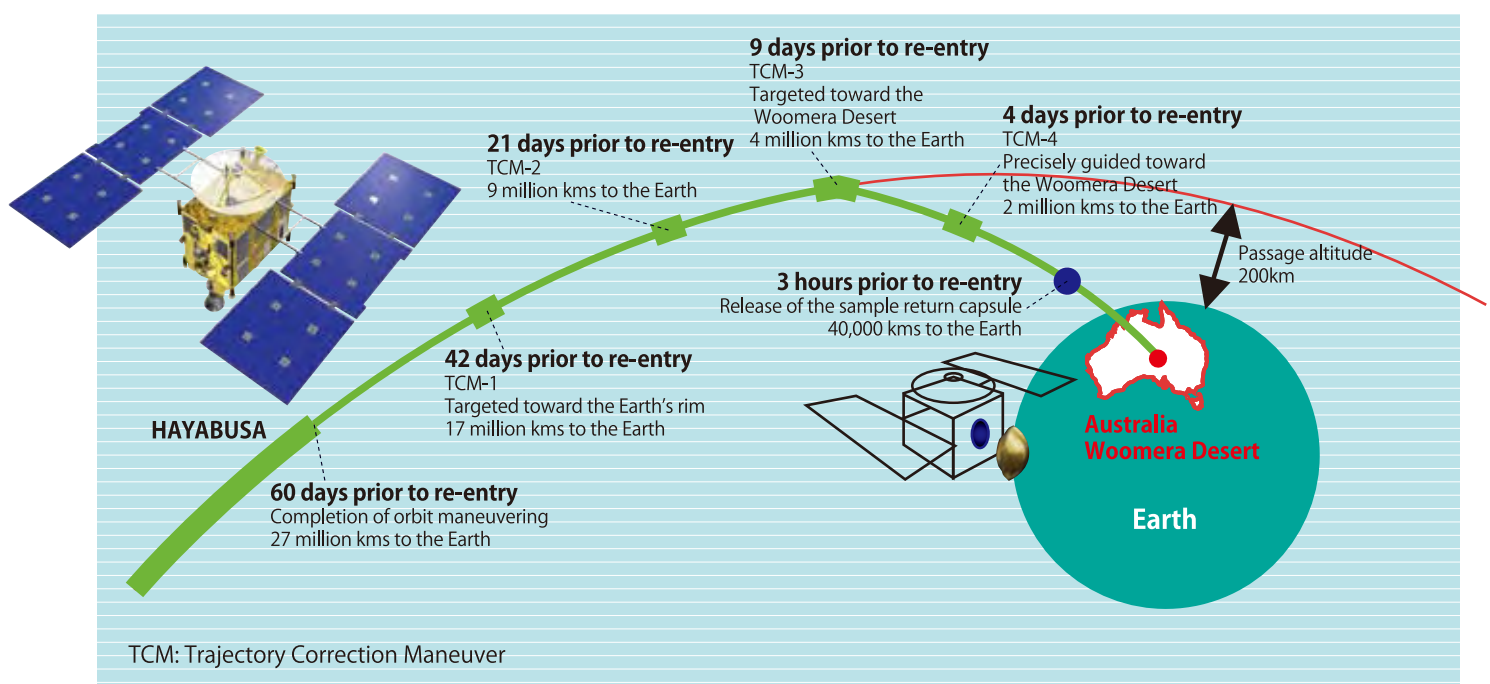 9 days prior to re-entry
TCM-3
Targeted toward the
Woomera Desert
4 million kms to the Earth
4 days prior to re-entry
TCM-4
Precisely guided toward
the Woomera Desert
2 million kms to the Earth
21 days prior to re-entry
TCM-2
9 million kms to the Earth
Passage altitude
200km
3 hours prior to re-entry
Release of the sample return capsule
40,000 kms to the Earth
42 days prior to re-entry
TCM-1
Targeted toward the Earth's rim
17 million kms to the Earth
HAYABUSA
Australia
Woomera Desert
60 days prior to re-entry
Completion of orbit maneuvering
27 million kms to the Earth
Earth
TCM: Trajectory Correction Maneuver